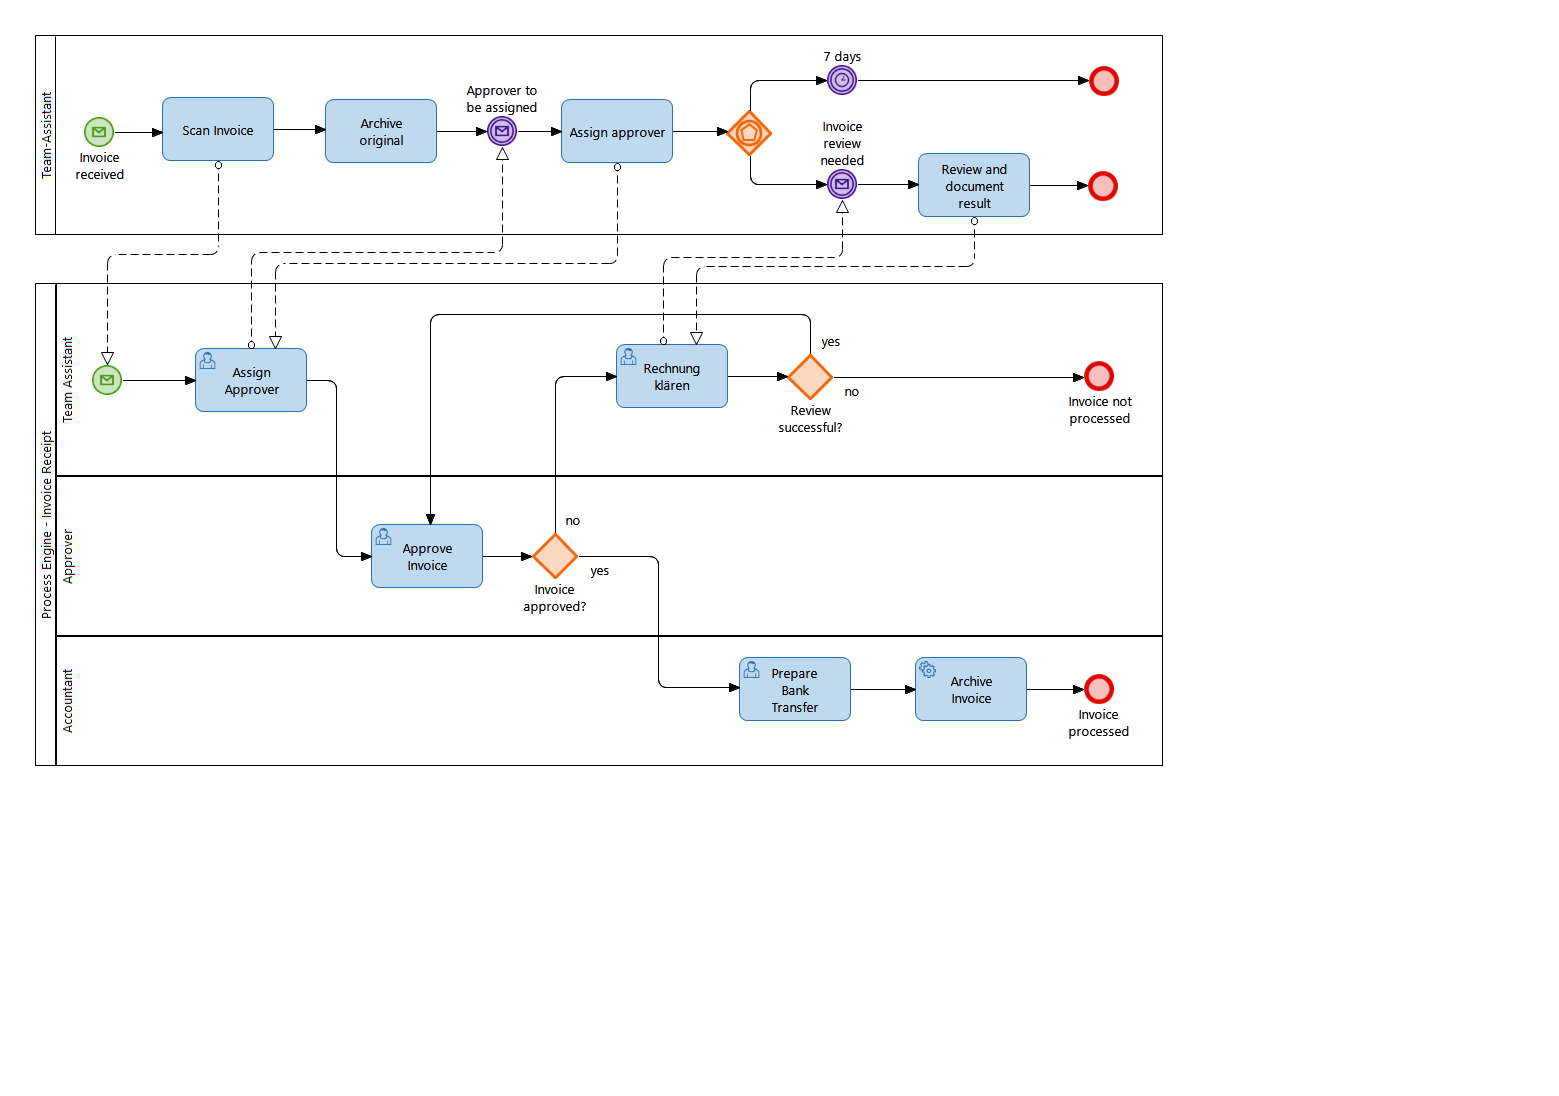 Team-Assistant
7 days
Approver to
be assigned
Invoice
review
needed
Scan Invoice
Archive
original
Assign approver
Invoice
received
Review and
document
result
Process Engine - Invoice Receipt
Team Assistant
yes
Assign
Approver
Rechnung
klären
no
Review
successful?
Invoice not
processed
Approver
no
Approve
Invoice
yes
Invoice
approved?
Accountant
Prepare
Bank
Transfer
Archive
Invoice
Invoice
processed